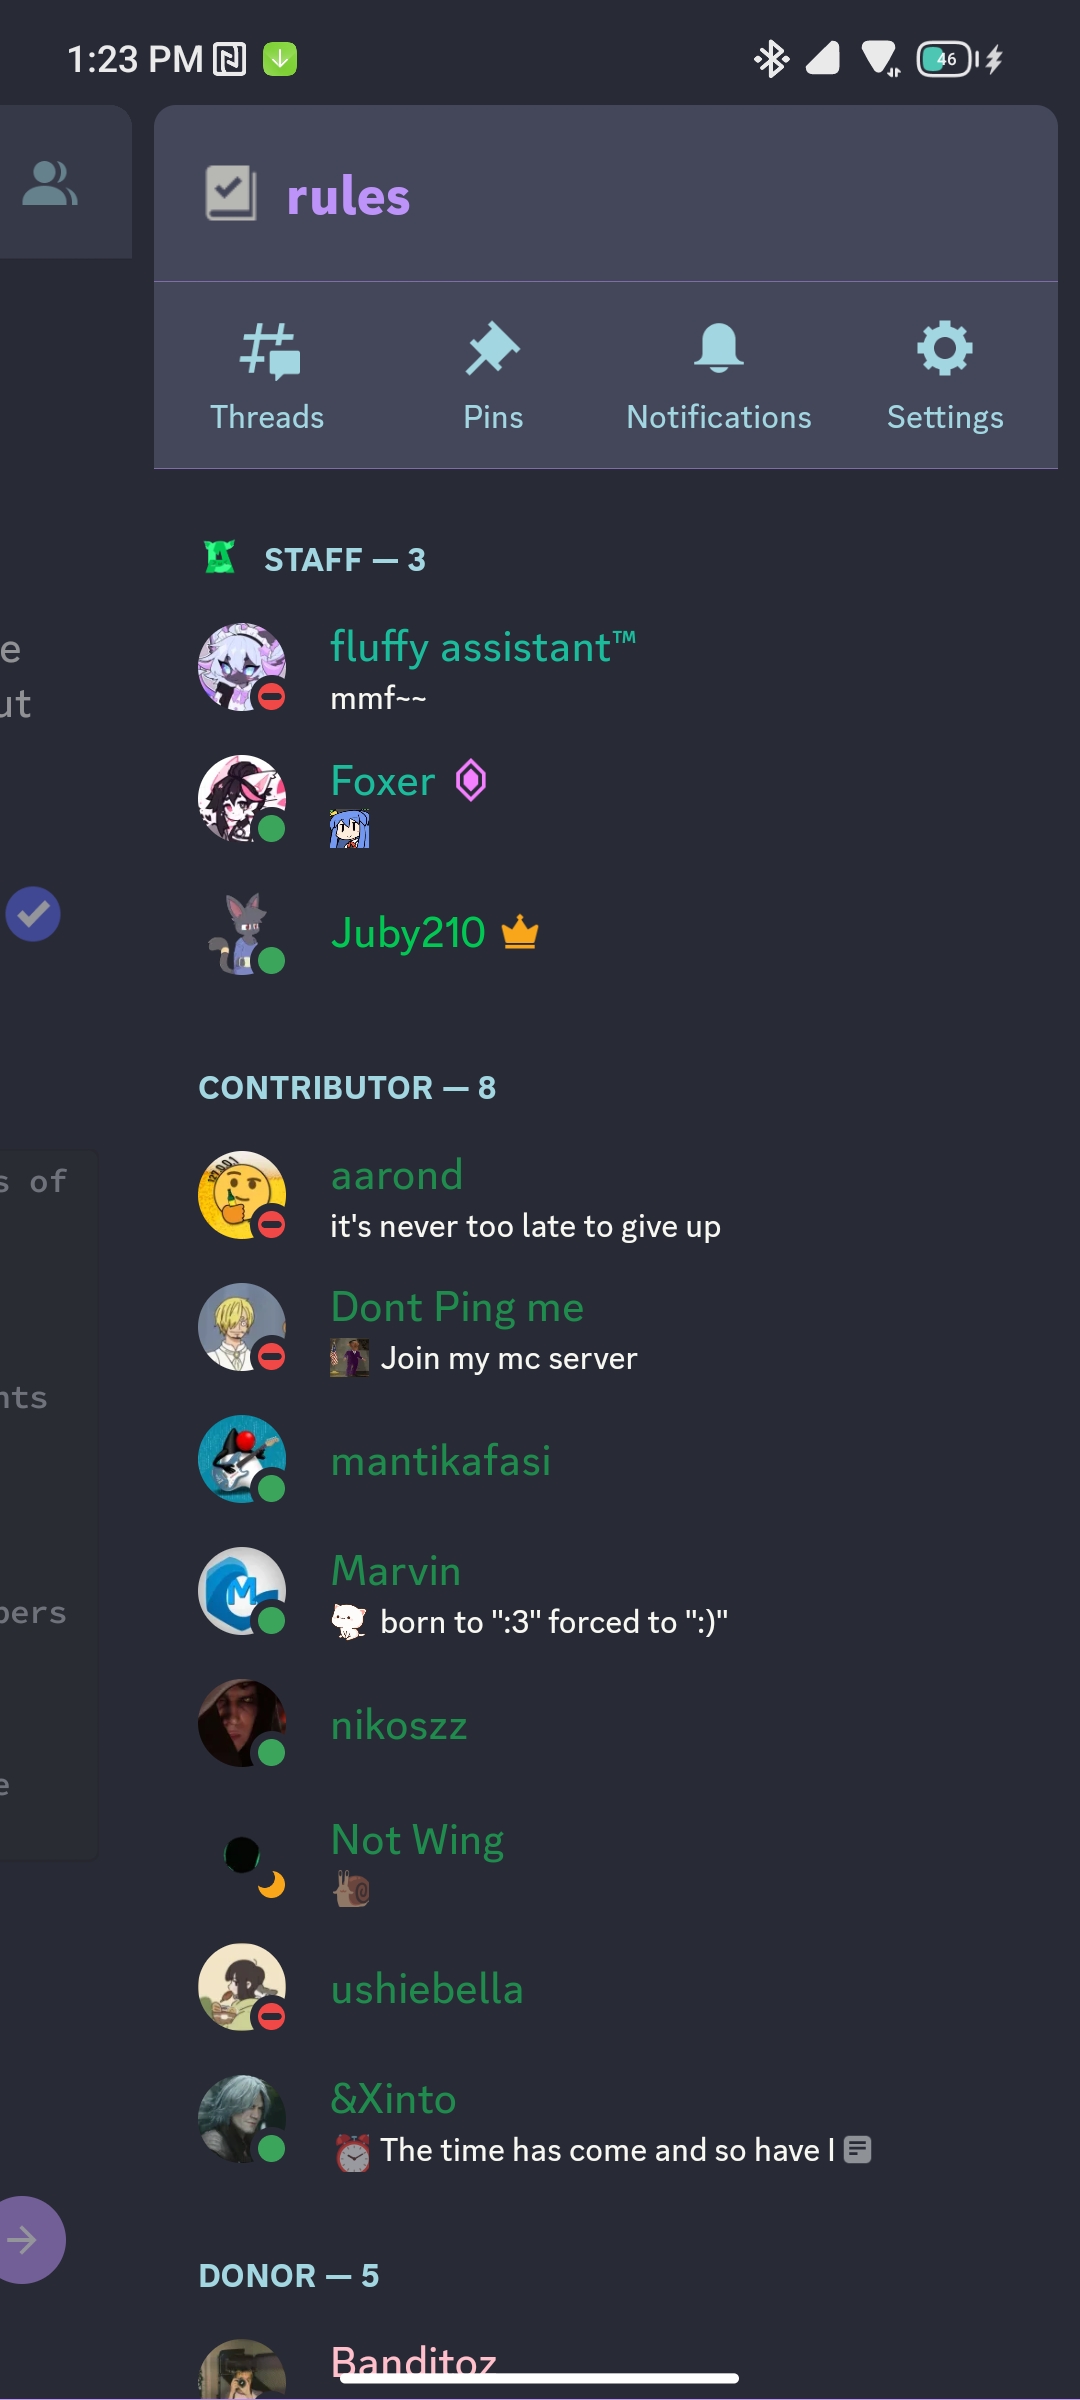 1:23 PM
46
rules
Threads
Pins
Notifications
Settings
STAFF — 3
fluffy assistant™
mmf~~
e
ut
Foxer
Juby210
CONTRIBUTOR — 8
aarond
it's never too late to give up
s of
Dont Ping me
Join my mc server
nts
mantikafasi
Marvin
born to ":3" forced to ":)"
pers
nikoszz
e
Not Wing
ushiebella
&Xinto
The time has come and so have I
DONOR — 5
Banditoz